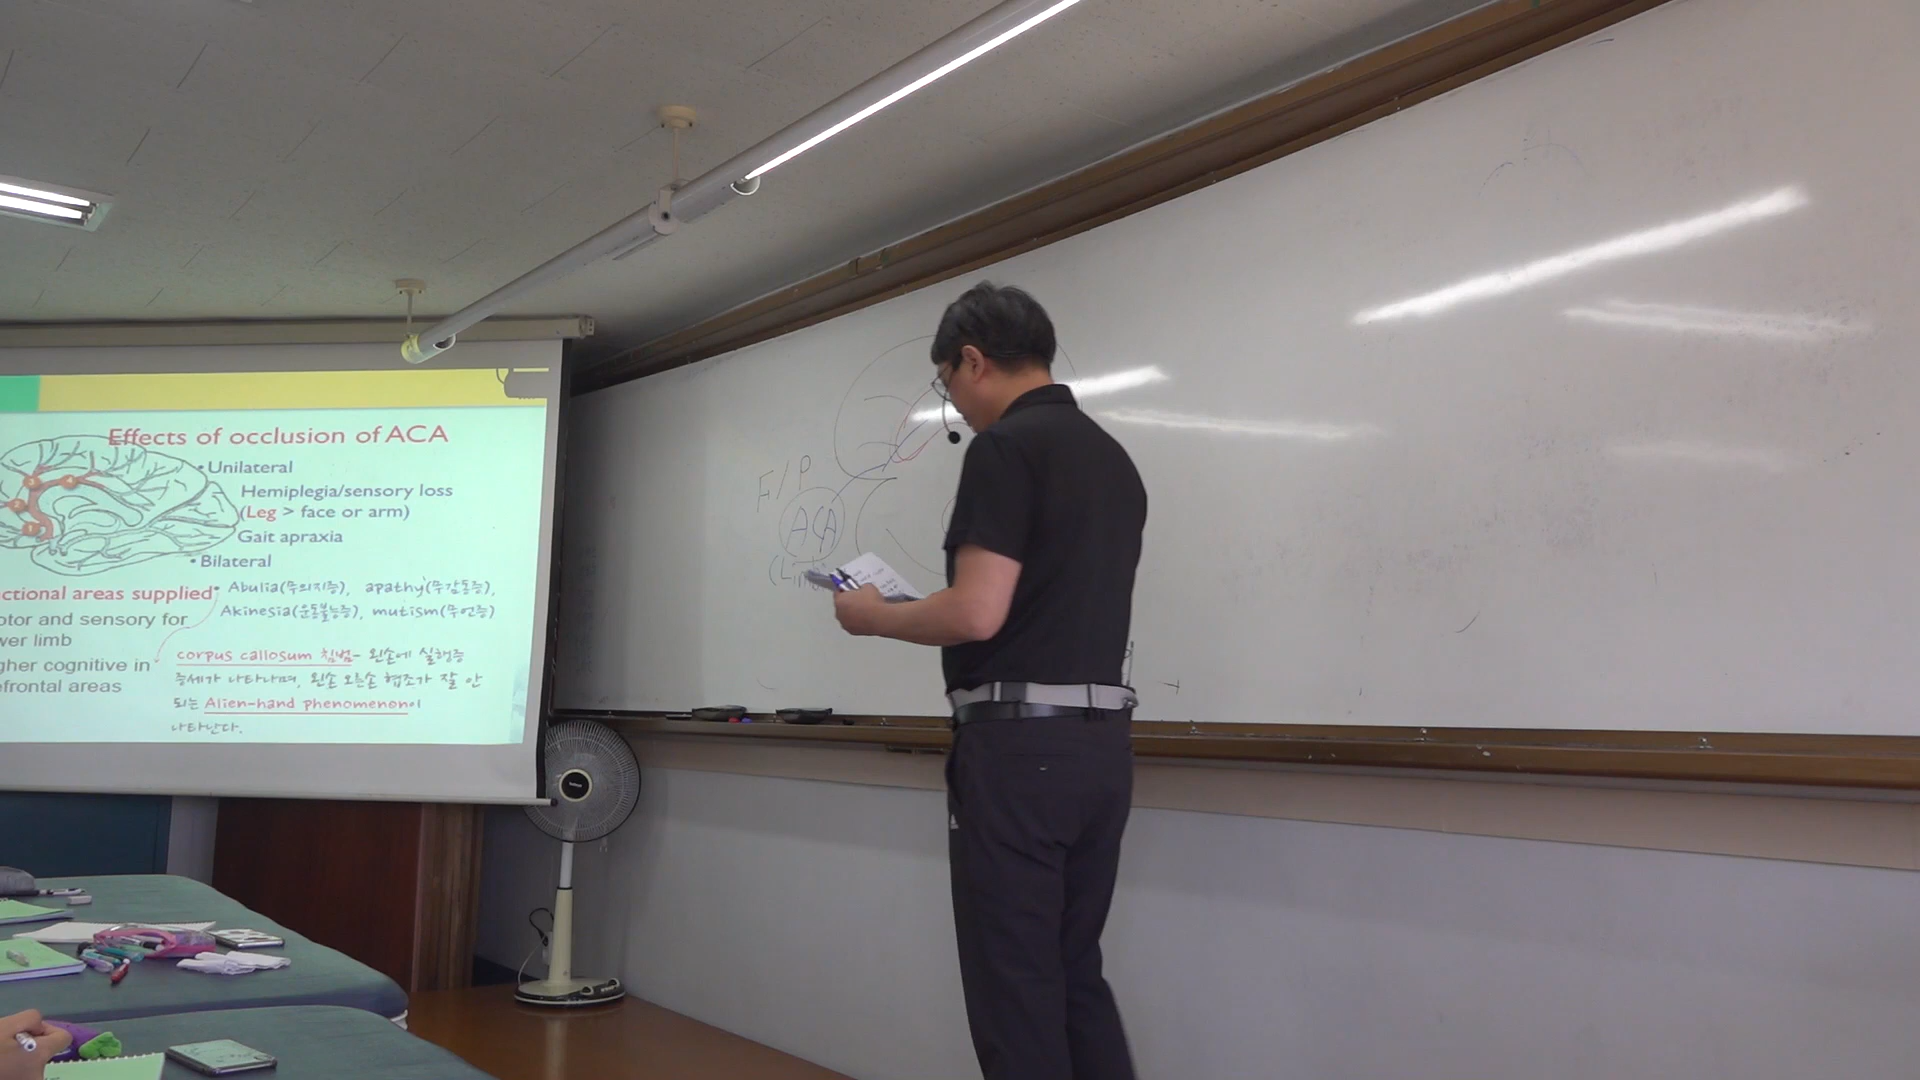 Effects of occlusion of ACA
• Unilateral
Hemiplegia/sensory loss
(Leg > face or arm)
Gait apraxia
• Bilateral
• Abulia(무의지증), apathy(무감동증),
Akinesia(운동불능증), mutism(무언증)
corpus callosum 침범- 왼손에 실행증
증세가 나타나며, 왼손 오른손 협조가 잘 안
되는 Alien-hand phenomenon이
나타난다.
ctional areas supplied
otor and sensory for
wer limb
gher cognitive in
efrontal areas
F/P
ACA